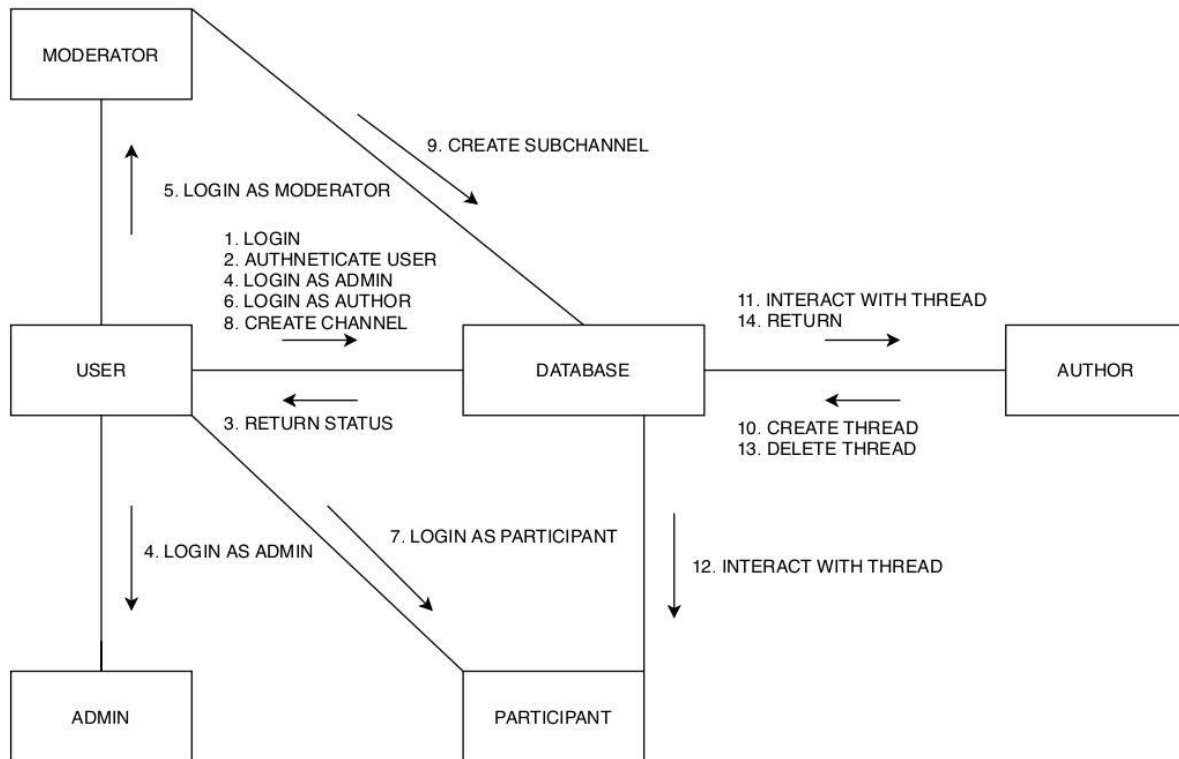 MODERATOR
9. CREATE SUBCHANNEL
5. LOGIN AS MODERATOR
1. LOGIN
2. AUTHNETICATE USER
4. LOGIN AS ADMIN
6. LOGIN AS AUTHOR
8. CREATE CHANNEL
11. INTERACT WITH THREAD
14. RETURN
USER
DATABASE
AUTHOR
3. RETURN STATUS
10. CREATE THREAD
13. DELETE THREAD
4. LOGIN AS ADMIN
7. LOGIN AS PARTICIPANT
12. INTERACT WITH THREAD
ADMIN
PARTICIPANT